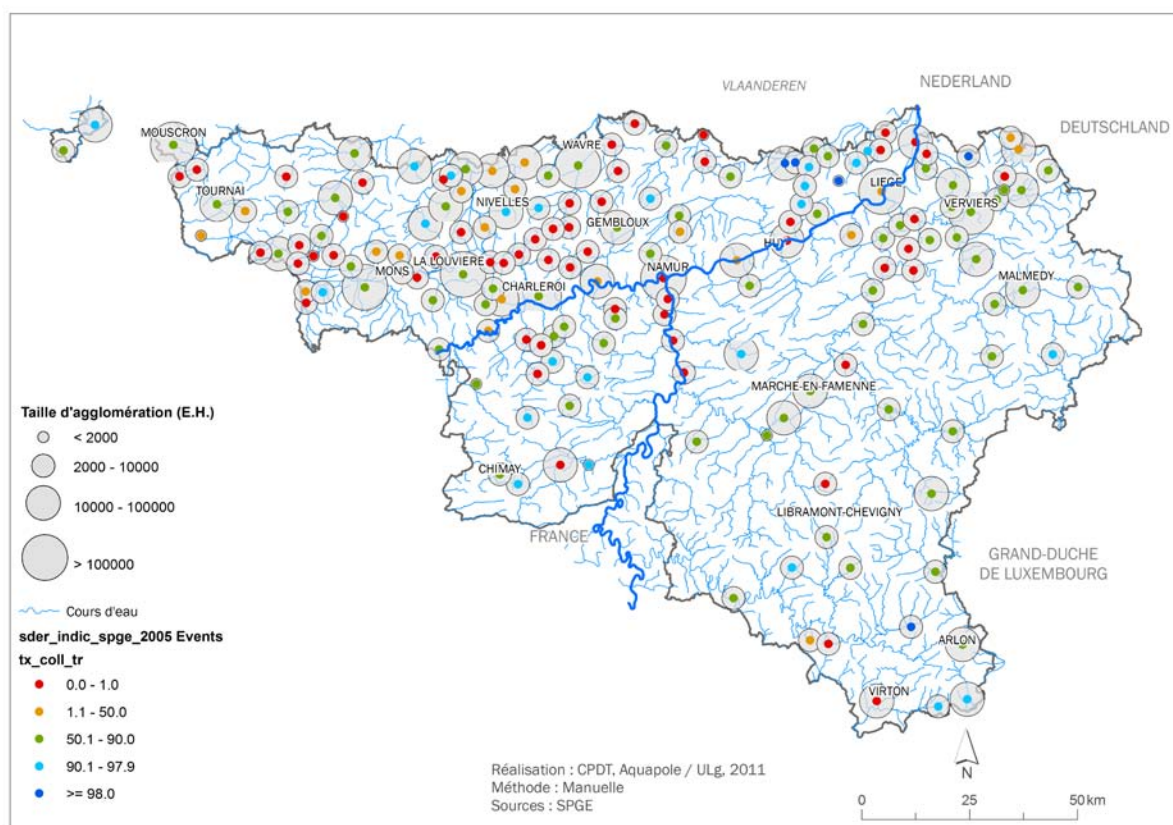 VLAANDEREN
NEDERLAND
DEUTSCHLAND
MOUSCRON
WAVRE
TOURNAI
LIEGE
NIVELLES
VERVIERS
GEMBLOUX
HUY
LA LOUVIERE
MONS
NAMUR
MALMEDY
CHARLEROI
MARCHE-EN-FAMENNE
Taille d'agglomération (E.H.)
< 2000
2000 - 10000
10000 - 100000
> 100000
CHIMAY
LIBRAMONT-CHEVIGNY
FRANCE
GRAND-DUCHE
DE LUXEMBOURG
Cours d'eau
sder_indic_spge_2005 Events
tx_coll_tr
0.0 - 1.0
1.1 - 50.0
50.1 - 90.0
90.1 - 97.9
>= 98.0
ARLON
VIRTON
Réalisation : CPDT, Aquapole / ULg, 2011
Méthode : Manuelle
Sources : SPGE
N
0 25 50 km